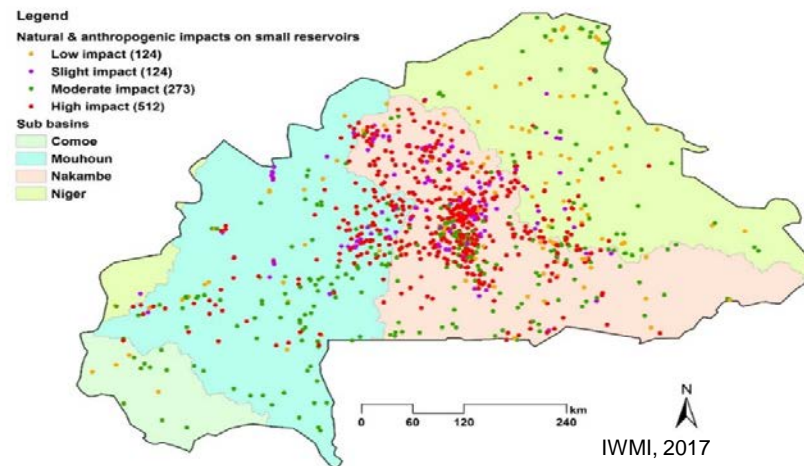 Legend
Natural & anthropogenic impacts on small reservoirs
Low impact (124)
Slight impact (124)
Moderate impact (273)
High impact (512)
Sub basins
Comoe
Mouhoun
Nakambe
Niger
N
km
0 60 120 240
IWMI, 2017